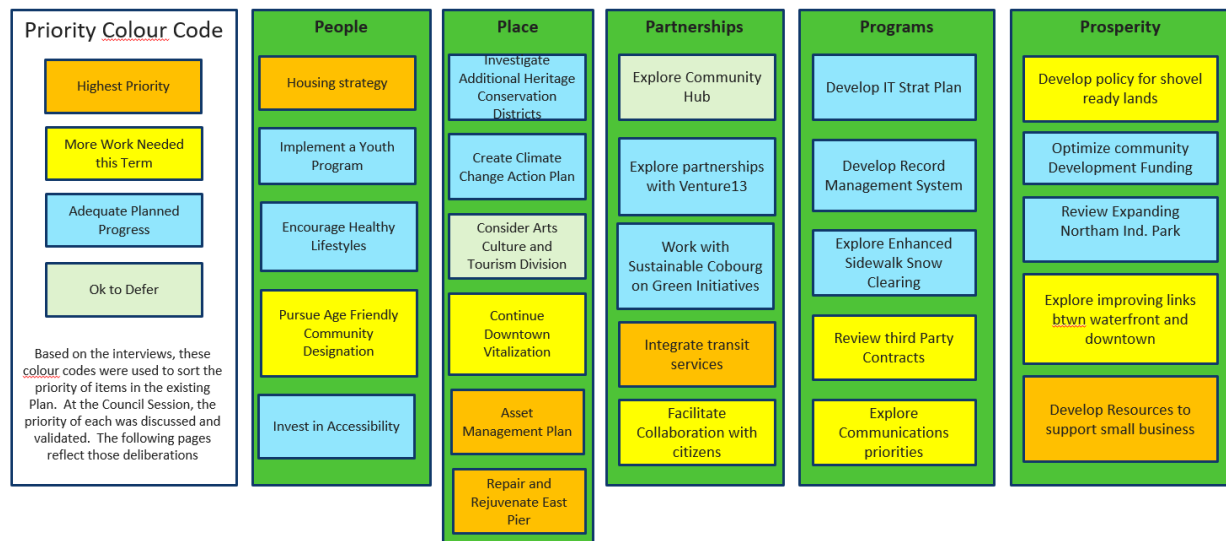 Priority Colour Code
Highest Priority
More Work Needed
this Term
Adequate Planned
Progress
Ok to Defer
Based on the interviews, these
colour codes were used to sort the
priority of items in the existing
Plan. At the Council Session, the
priority of each was discussed and
validated. The following pages
reflect those deliberations
People
Housing strategy
Implement a Youth
Program
Encourage Healthy
Lifestyles
Pursue Age Friendly
Community
Designation
Invest in Accessibility
Place
Investigate
Additional Heritage
Conservation
Districts
Create Climate
Change Action Plan
Consider Arts
Culture and
Tourism Division
Continue
Downtown
Vitalization
Asset
Management Plan
Repair and
Rejuvenate East
Pier
Partnerships
Explore Community
Hub
Explore partnerships
with Venture13
Work with
Sustainable Cobourg
on Green Initiatives
Integrate transit
services
Facilitate
Collaboration with
citizens
Programs
Develop IT Strat Plan
Develop Record
Management System
Explore Enhanced
Sidewalk Snow
Clearing
Review third Party
Contracts
Explore
Communications
priorities
Prosperity
Develop policy for shovel
ready lands
Optimize community
Development Funding
Review Expanding
Northam Ind. Park
Explore improving links
btwn waterfront and
downtown
Develop Resources to
support small business